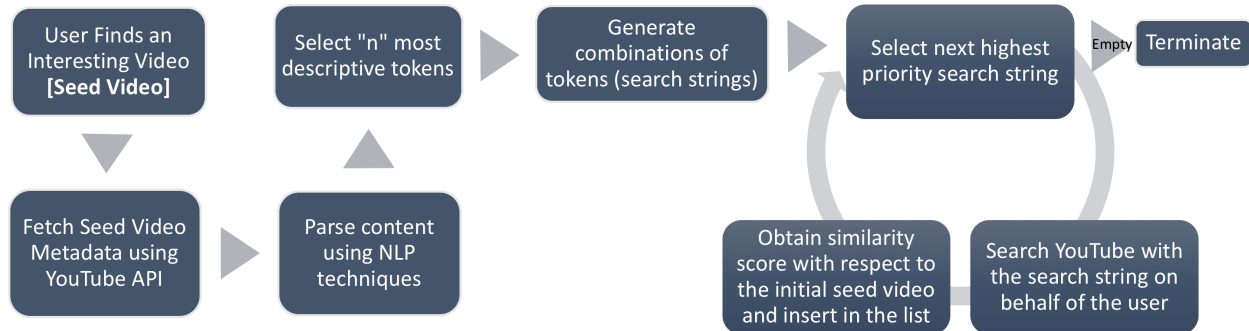 User Finds an
Interesting Video
[Seed Video]
Fetch Seed Video
Metadata using
YouTube API
Parse content
using NLP
techniques
Select "n" most
descriptive tokens
Generate
combinations of
tokens (search strings)
Select next highest
priority search string
Empty
Terminate
Search YouTube with
the search string on
behalf of the user
Obtain similarity
score with respect to
the initial seed video
and insert in the list